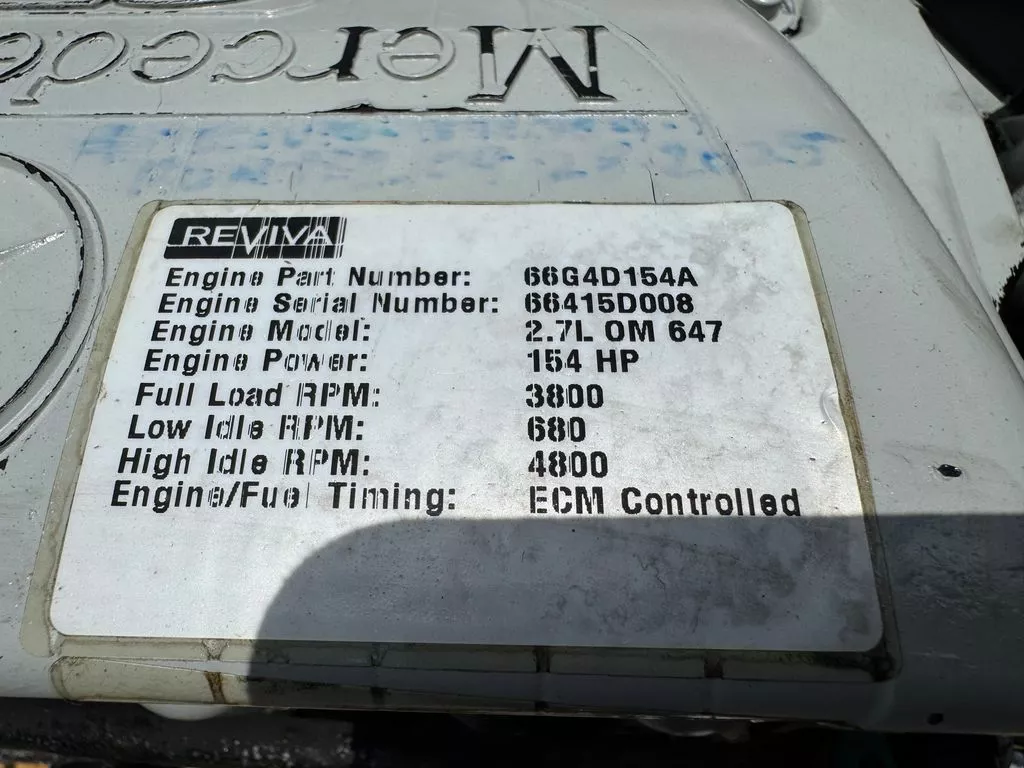 Mercede
REVIVA
Engine Part Number: 66G4D154A
Engine Serial Number: 66415D008
Engine Model: 2.7L OM 647
Engine Power: 154 HP
Full Load RPM: 3800
Low Idle RPM: 680
High Idle RPM: 4800
Engine/Fuel Timing: ECM Controlled